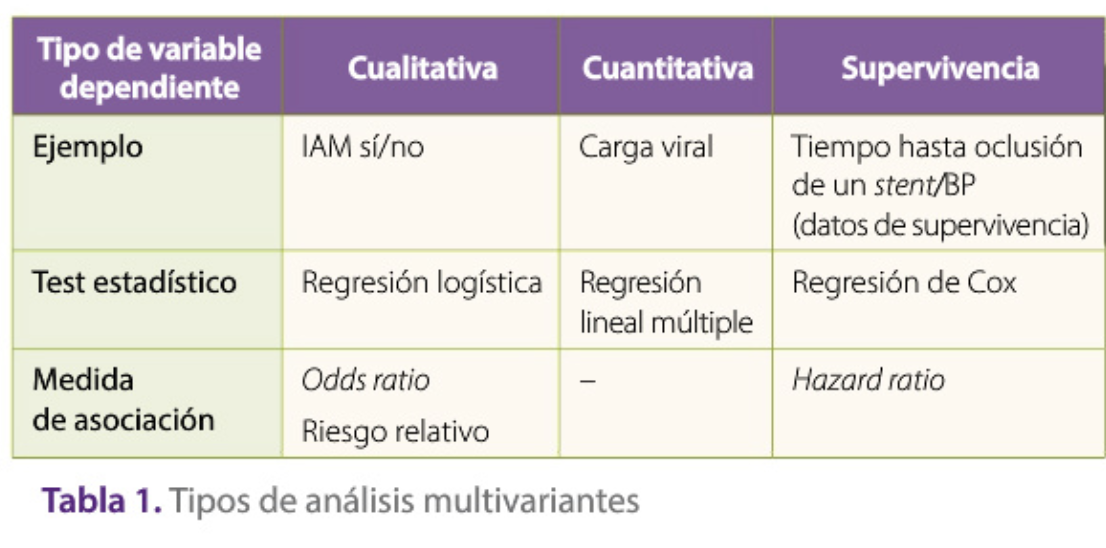 Tipo de variable dependiente | Cualitativa | Cuantitativa | Supervivencia
Ejemplo | IAM sí/no | Carga viral | Tiempo hasta oclusión de un stent/BP (datos de supervivencia)
Test estadístico | Regresión logística | Regresión lineal múltiple | Regresión de Cox
Medida de asociación | Odds ratio Riesgo relativo | – | Hazard ratio
Tabla 1. Tipos de análisis multivariantes